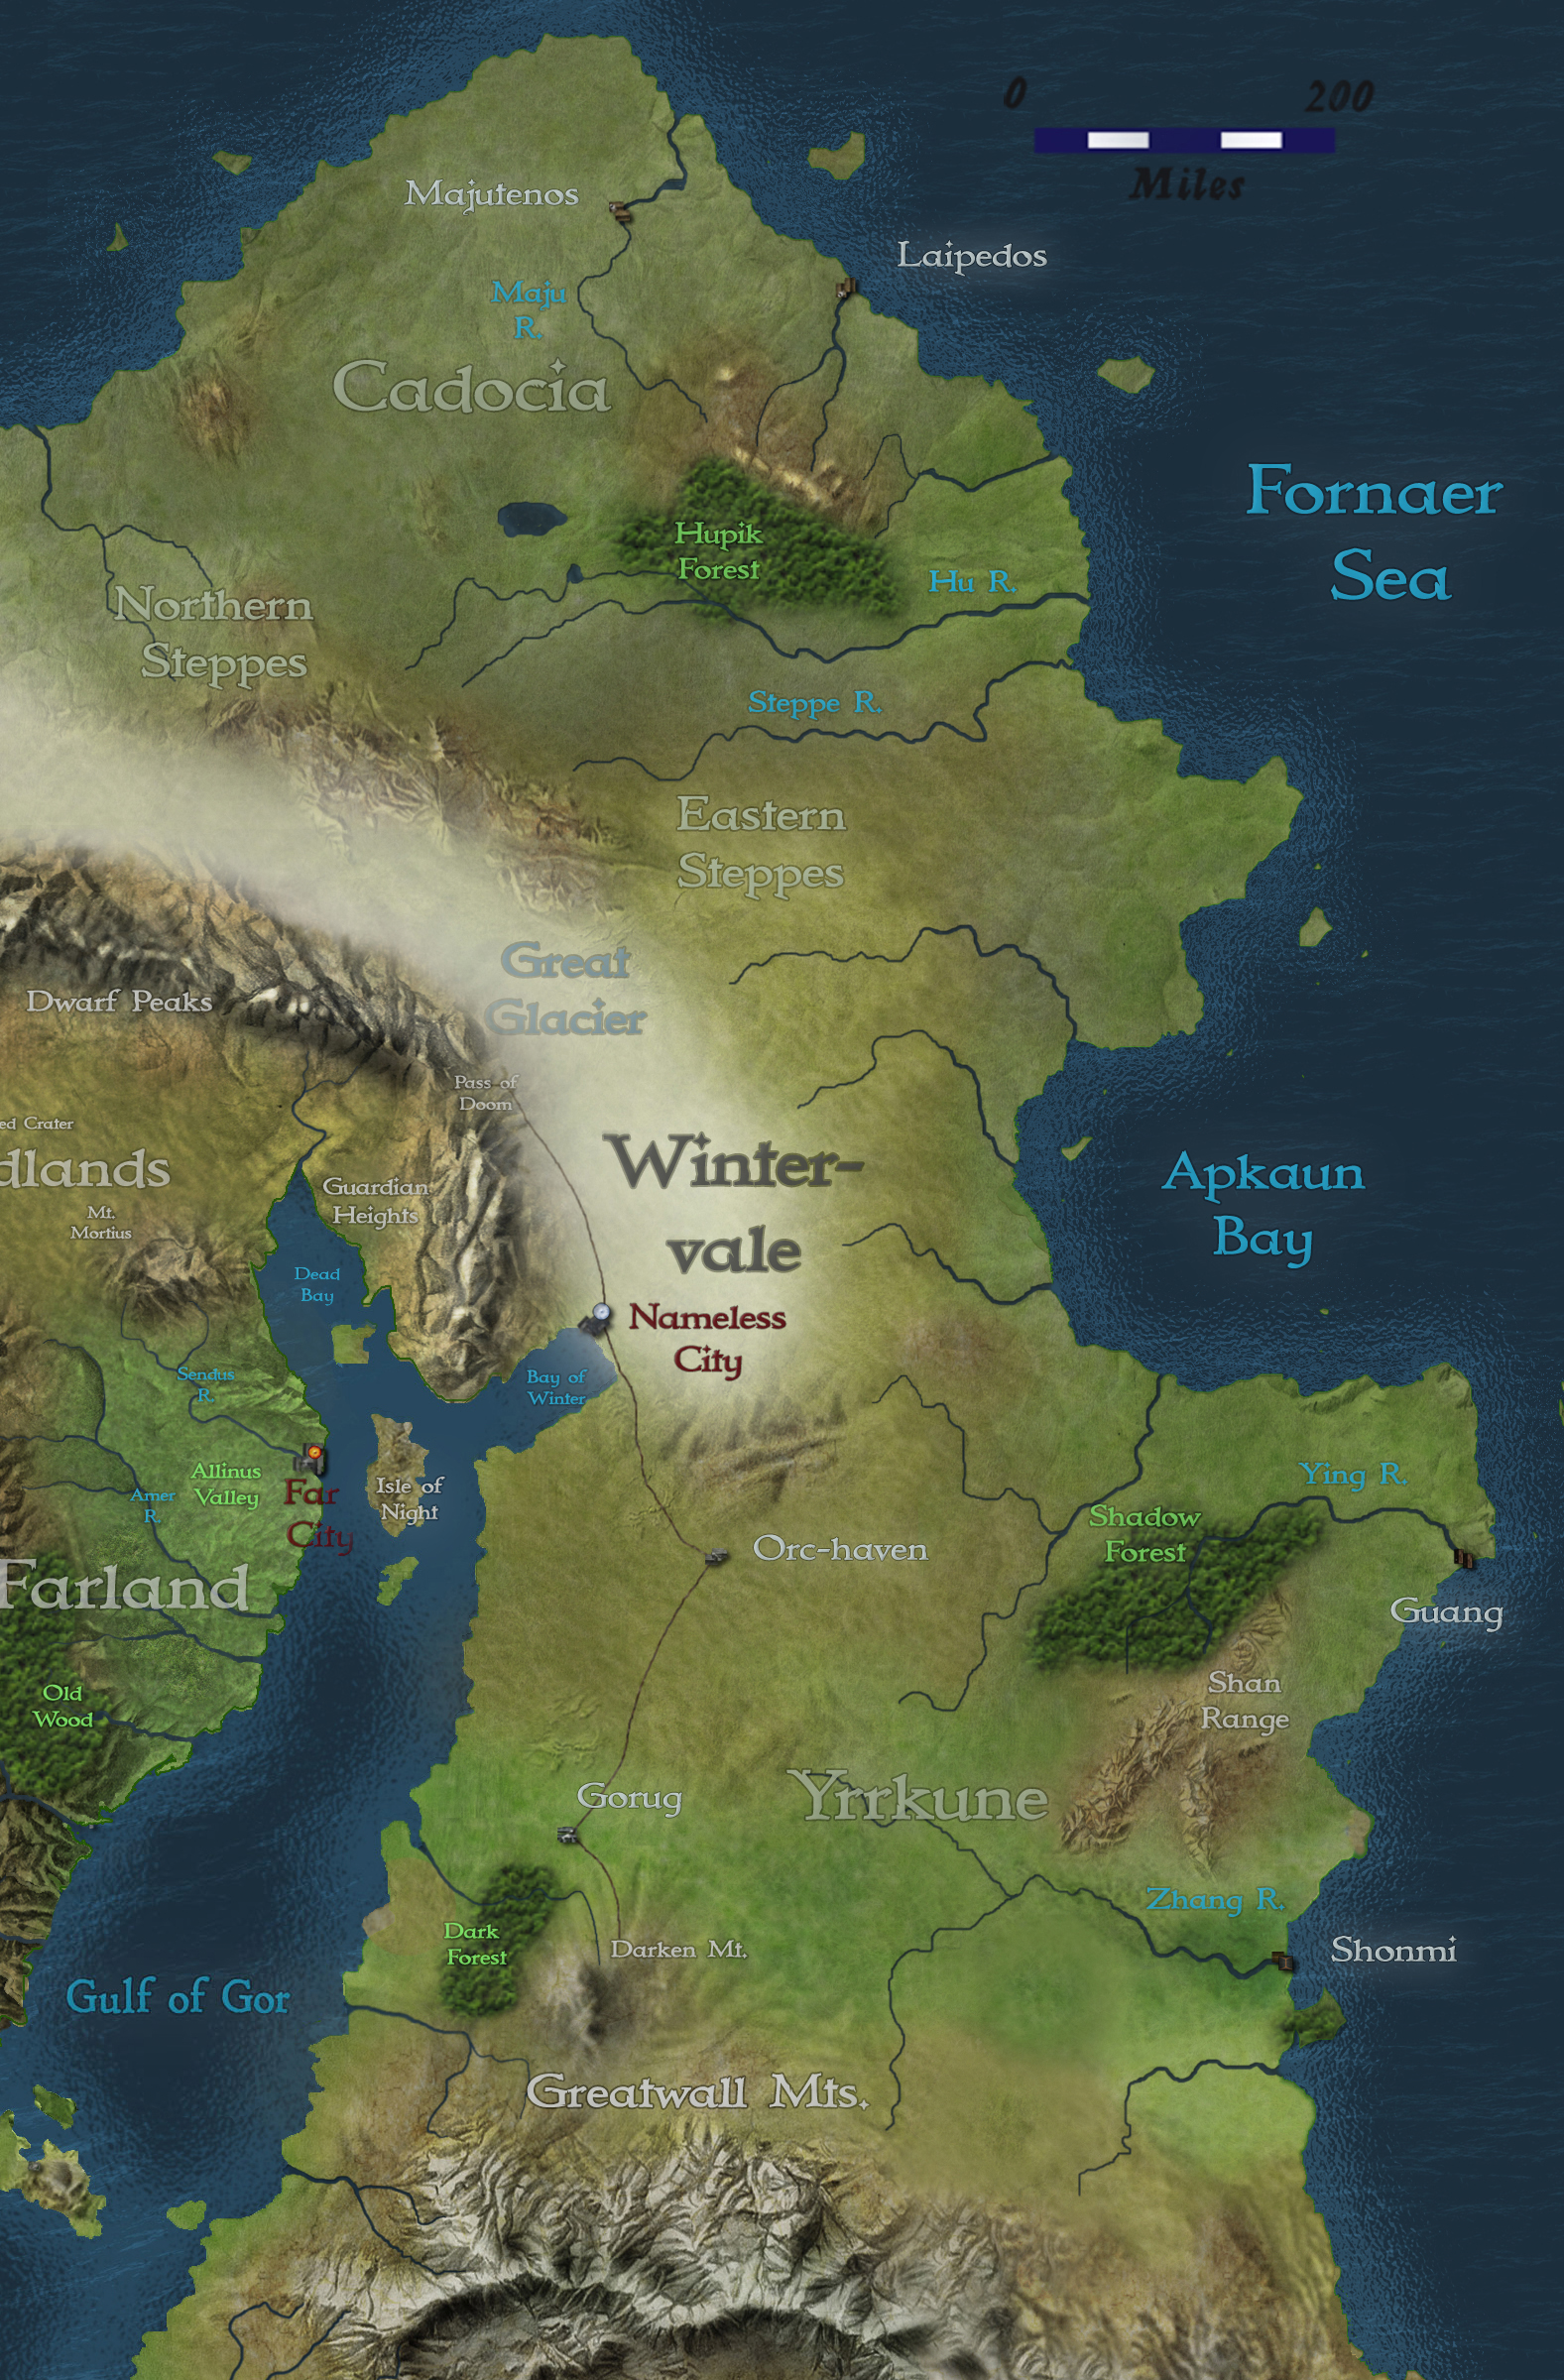 0 200
Miles
Majutenos
Laipedos
Maju
R.
Cadocia
Fornaer
Sea
Hupik
Forest
Hu R.
Northern
Steppes
Steppe R.
Eastern
Steppes
Great
Glacier
Dwarf Peaks
Pass of
Doom
ed Crater
dlands
Winter-
vale
Apkaun
Bay
Guardian
Heights
Mt.
Mortius
Dead
Bay
Nameless
City
Bay of
Winter
Sendus
R.
Allinus
Valley
Amer
R.
Far
City
Isle of
Night
Ying R.
Shadow
Forest
Orc-haven
Farland
Guang
Old
Wood
Shan
Range
Gorug
Yrrkune
Zhang R.
Dark
Forest
Darken Mt.
Shonmi
Gulf of Gor
Greatwall Mts.